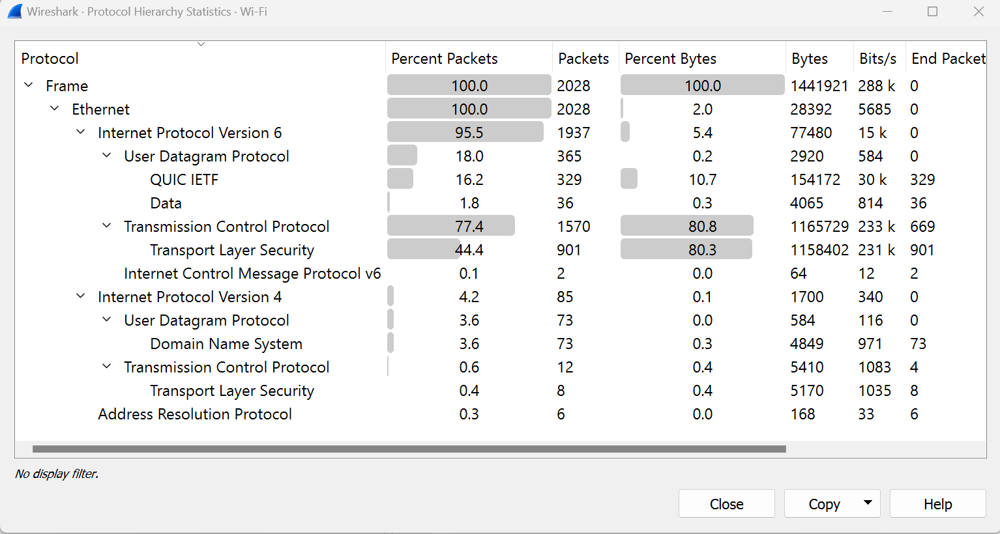 Wireshark · Protocol Hierarchy Statistics · Wi-Fi
Protocol Percent Packets Packets Percent Bytes Bytes Bits/s End Packet
Frame 100.0 2028 100.0 1441921 288 k 0
Ethernet 100.0 2028 2.0 28392 5685 0
Internet Protocol Version 6 95.5 1937 5.4 77480 15 k 0
User Datagram Protocol 18.0 365 0.2 2920 584 0
QUIC IETF 16.2 329 10.7 154172 30 k 329
Data 1.8 36 0.3 4065 814 36
Transmission Control Protocol 77.4 1570 80.8 1165729 233 k 669
Transport Layer Security 44.4 901 80.3 1158402 231 k 901
Internet Control Message Protocol v6 0.1 2 0.0 64 12 2
Internet Protocol Version 4 4.2 85 0.1 1700 340 0
User Datagram Protocol 3.6 73 0.0 584 116 0
Domain Name System 3.6 73 0.3 4849 971 73
Transmission Control Protocol 0.6 12 0.4 5410 1083 4
Transport Layer Security 0.4 8 0.4 5170 1035 8
Address Resolution Protocol 0.3 6 0.0 168 33 6
No display filter.
Close Copy Help